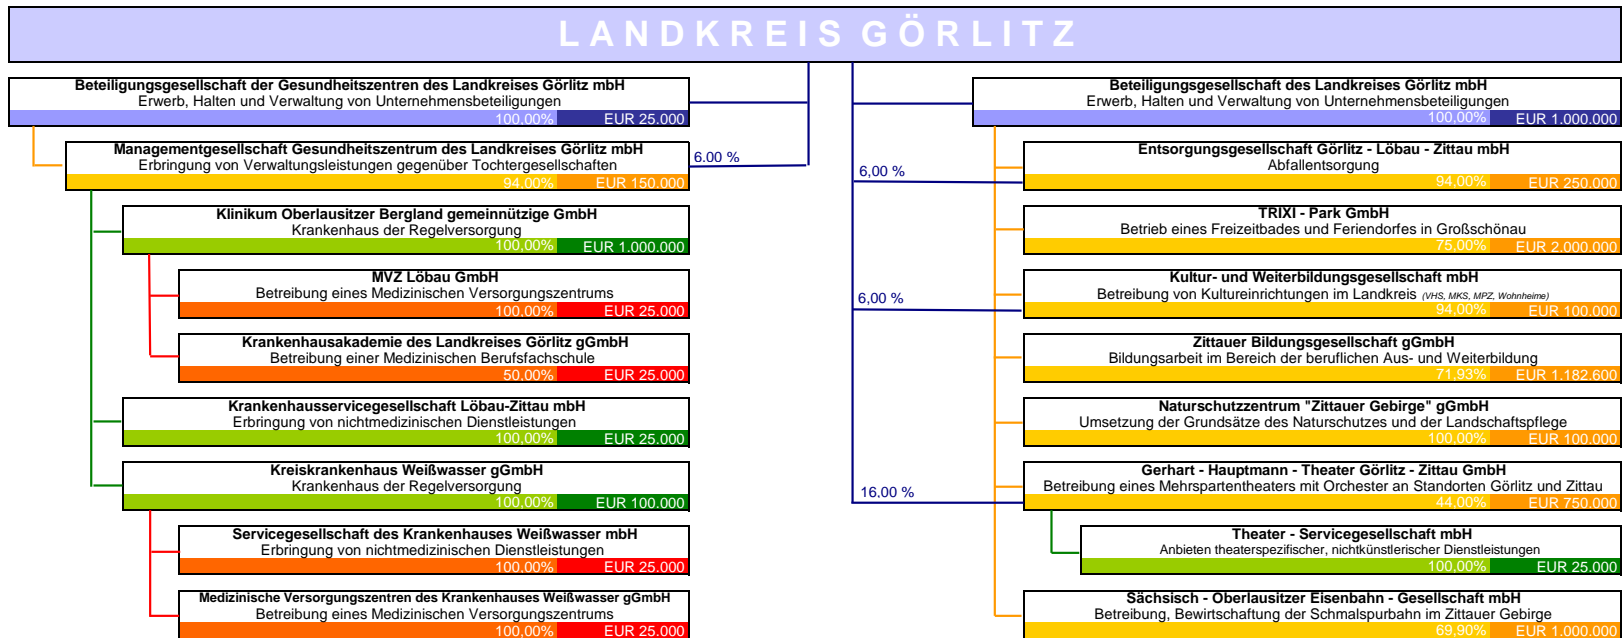 LANDKREIS GÖRLITZ
Beteiligungsgesellschaft der Gesundheitszentren des Landkreises Görlitz mbH
Erwerb, Halten und Verwaltung von Unternehmensbeteiligungen
100,00% EUR 25.000
Managementgesellschaft Gesundheitszentrum des Landkreises Görlitz mbH
Erbringung von Verwaltungsleistungen gegenüber Tochtergesellschaften
94,00% EUR 150.000
6.00 %
Klinikum Oberlausitzer Bergland gemeinnützige GmbH
Krankenhaus der Regelversorgung
100,00% EUR 1.000.000
MVZ Löbau GmbH
Betreibung eines Medizinischen Versorgungszentrums
100,00% EUR 25.000
Krankenhausakademie des Landkreises Görlitz gGmbH
Betreibung einer Medizinischen Berufsfachschule
50,00% EUR 25.000
Krankenhausservicegesellschaft Löbau-Zittau mbH
Erbringung von nichtmedizinischen Dienstleistungen
100,00% EUR 25.000
Kreiskrankenhaus Weißwasser gGmbH
Krankenhaus der Regelversorgung
100,00% EUR 100.000
Servicegesellschaft des Krankenhauses Weißwasser mbH
Erbringung von nichtmedizinischen Dienstleistungen
100,00% EUR 25.000
Medizinische Versorgungszentren des Krankenhauses Weißwasser gGmbH
Betreibung eines Medizinischen Versorgungszentrums
100,00% EUR 25.000
Beteiligungsgesellschaft des Landkreises Görlitz mbH
Erwerb, Halten und Verwaltung von Unternehmensbeteiligungen
100,00% EUR 1.000.000
6,00 %
Entsorgungsgesellschaft Görlitz - Löbau - Zittau mbH
Abfallentsorgung
94,00% EUR 250.000
TRIXI - Park GmbH
Betrieb eines Freizeitbades und Feriendorfes in Großschönau
75,00% EUR 2.000.000
6,00 %
Kultur- und Weiterbildungsgesellschaft mbH
Betreibung von Kultureinrichtungen im Landkreis (VHS, MKS, MPZ, Wohnheime)
94,00% EUR 100.000
Zittauer Bildungsgesellschaft gGmbH
Bildungsarbeit im Bereich der beruflichen Aus- und Weiterbildung
71,93% EUR 1.182.600
Naturschutzzentrum "Zittauer Gebirge" gGmbH
Umsetzung der Grundsätze des Naturschutzes und der Landschaftspflege
100,00% EUR 100.000
16,00 %
Gerhart - Hauptmann - Theater Görlitz - Zittau GmbH
Betreibung eines Mehrspartentheaters mit Orchester an Standorten Görlitz und Zittau
44,00% EUR 750.000
Theater - Servicegesellschaft mbH
Anbieten theaterspezifischer, nichtkünstlerischer Dienstleistungen
100,00% EUR 25.000
Sächsisch - Oberlausitzer Eisenbahn - Gesellschaft mbH
Betreibung, Bewirtschaftung der Schmalspurbahn im Zittauer Gebirge
69,90% EUR 1.000.000